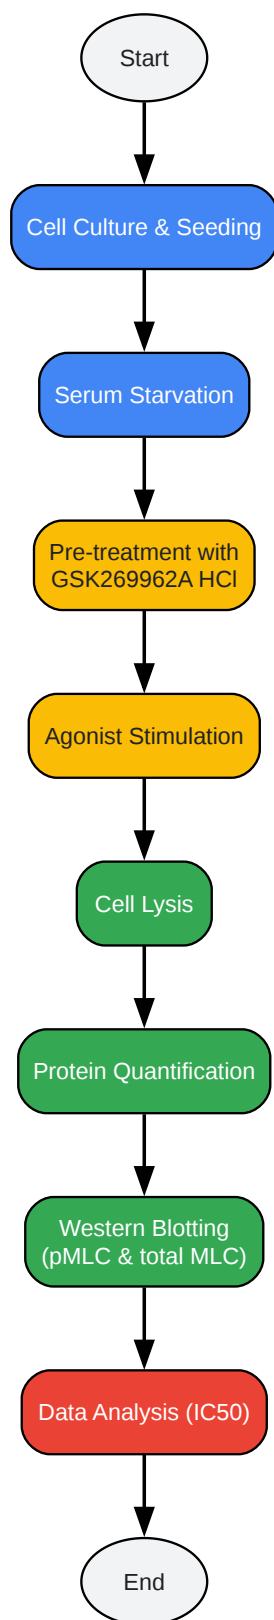 Start
Cell Culture & Seeding
Serum Starvation
Pre-treatment with
GSK269962A HCl
Agonist Stimulation
Cell Lysis
Protein Quantification
Western Blotting
(pMLC & total MLC)
Data Analysis (IC50)
End